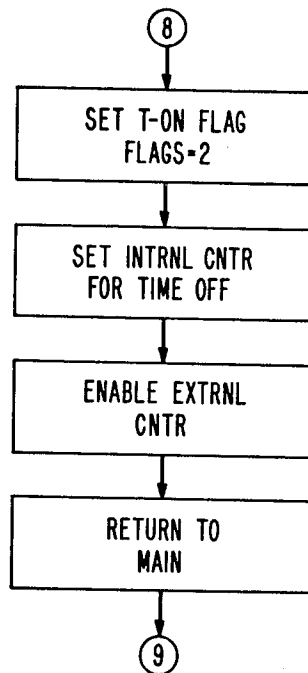 8
SET T-ON FLAG
FLAGS=2
SET INTRNL CNTR
FOR TIME OFF
ENABLE EXTRNL
CNTR
RETURN TO
MAIN
9